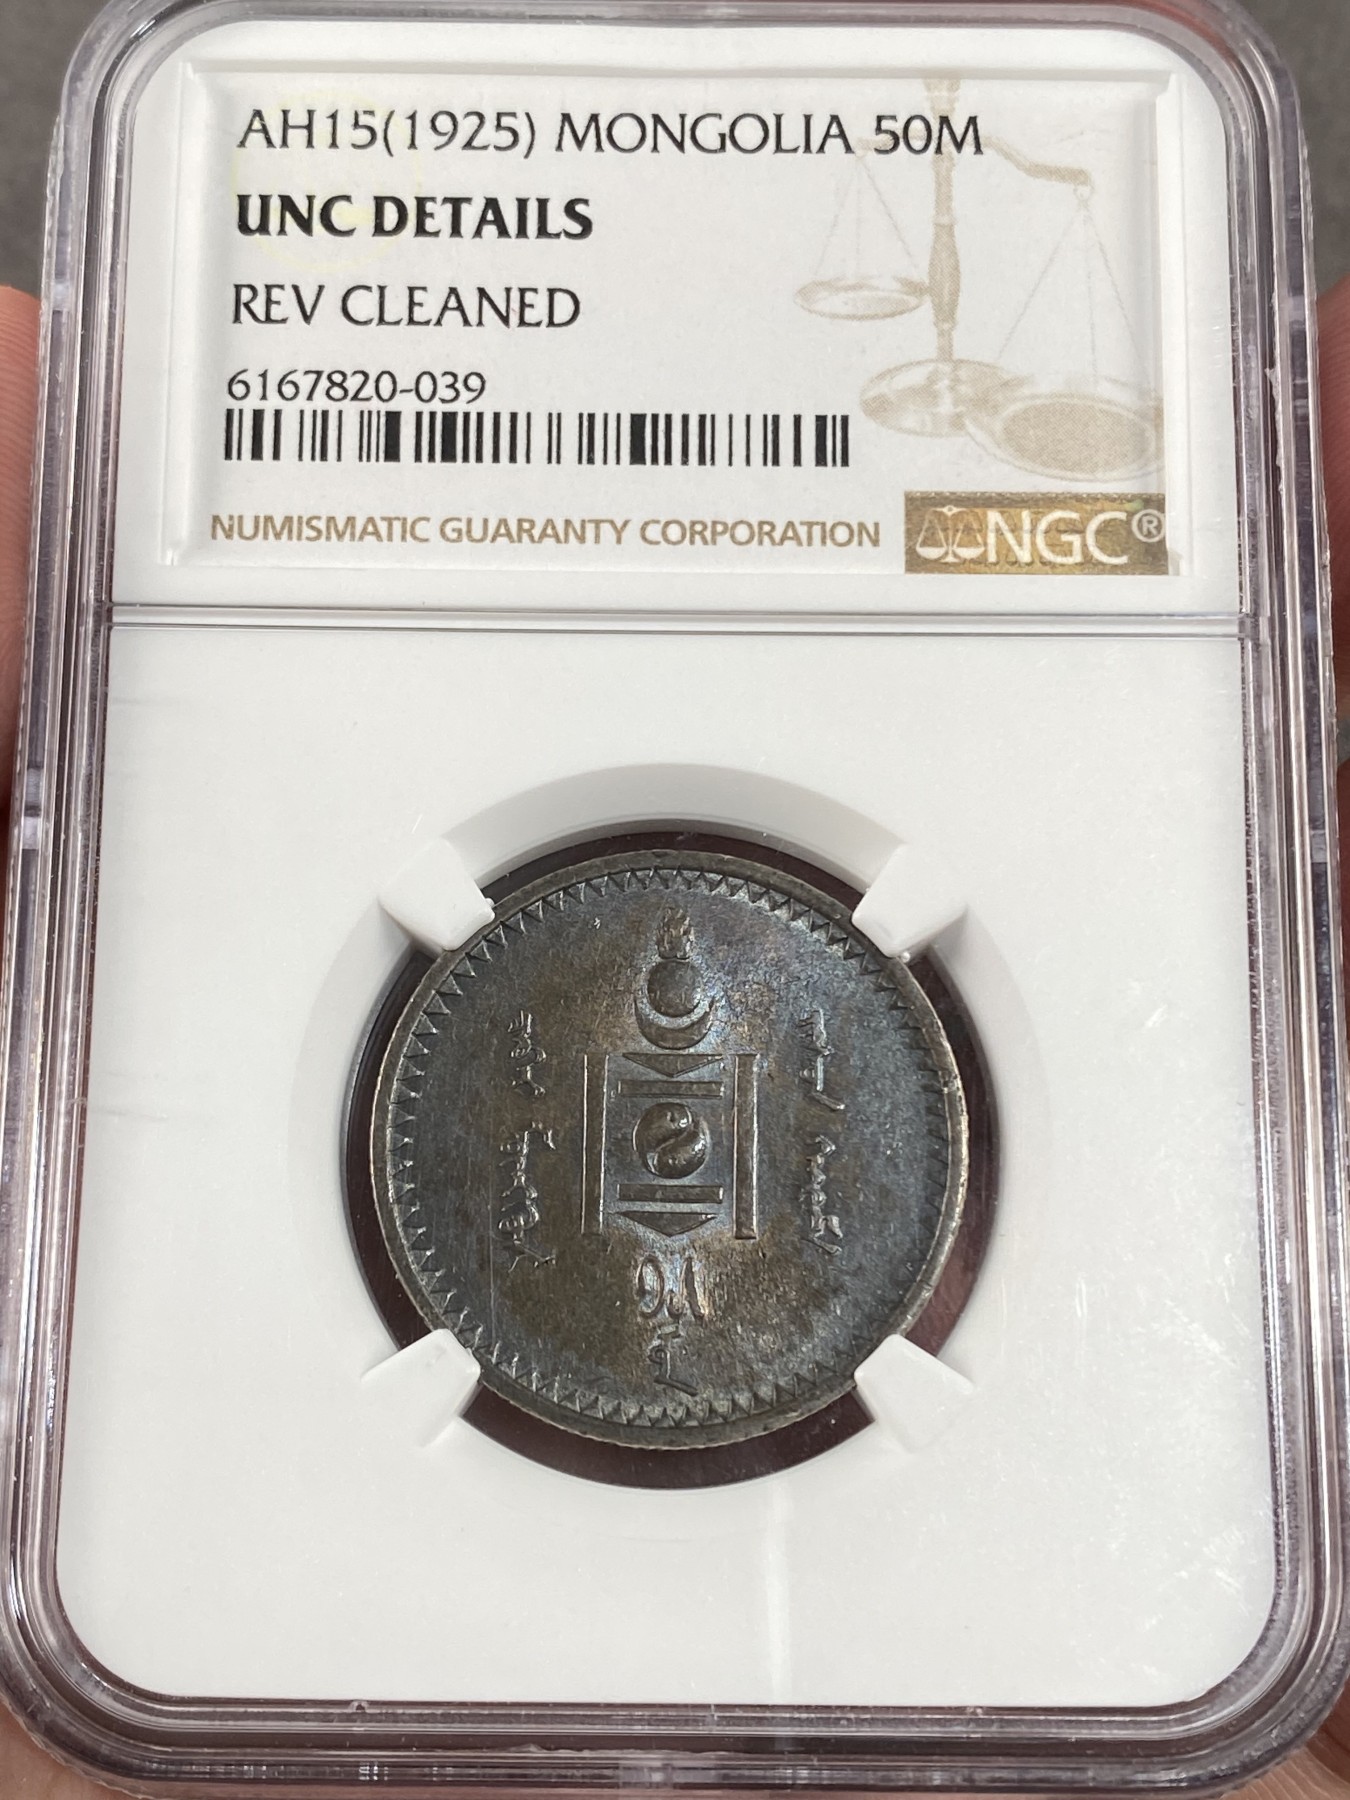 AH15(1925) MONGOLIA 50M
UNC DETAILS
REV CLEANED
6167820-039
NUMISMATIC GUARANTY CORPORATION
NGC®